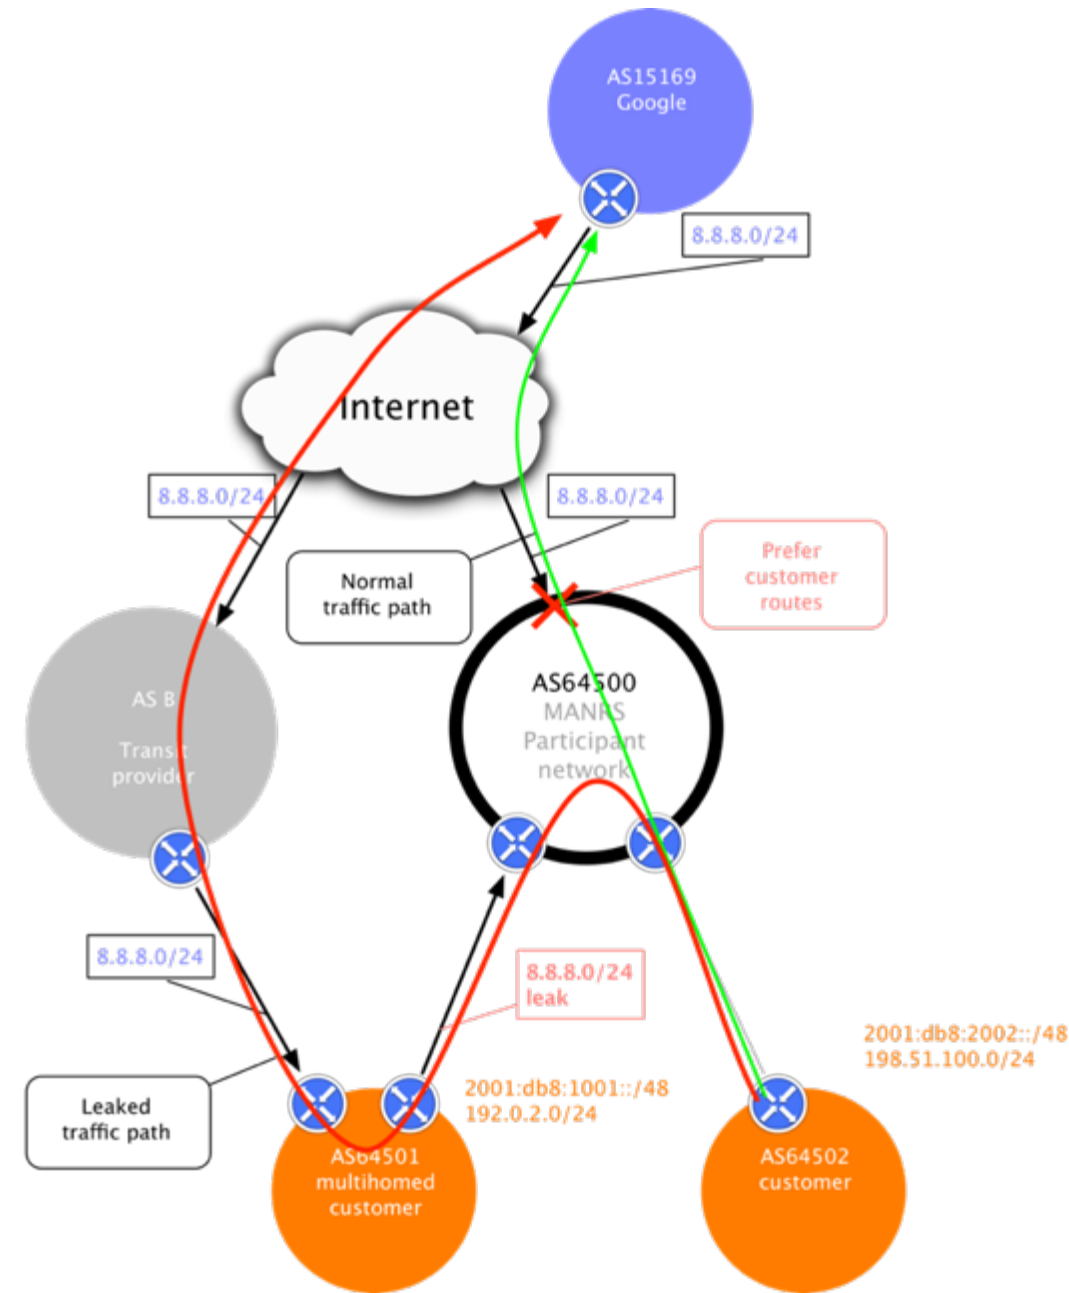 AS15169
Google
8.8.8.0/24
Internet
8.8.8.0/24
8.8.8.0/24
Normal
traffic path
Prefer
customer
routes
AS B
Transit
provider
AS64500
MANRS
Participant
network
8.8.8.0/24
8.8.8.0/24
leak
2001:db8:2002::/48
198.51.100.0/24
Leaked
traffic path
2001:db8:1001::/48
192.0.2.0/24
AS64501
multihomed
customer
AS64502
customer